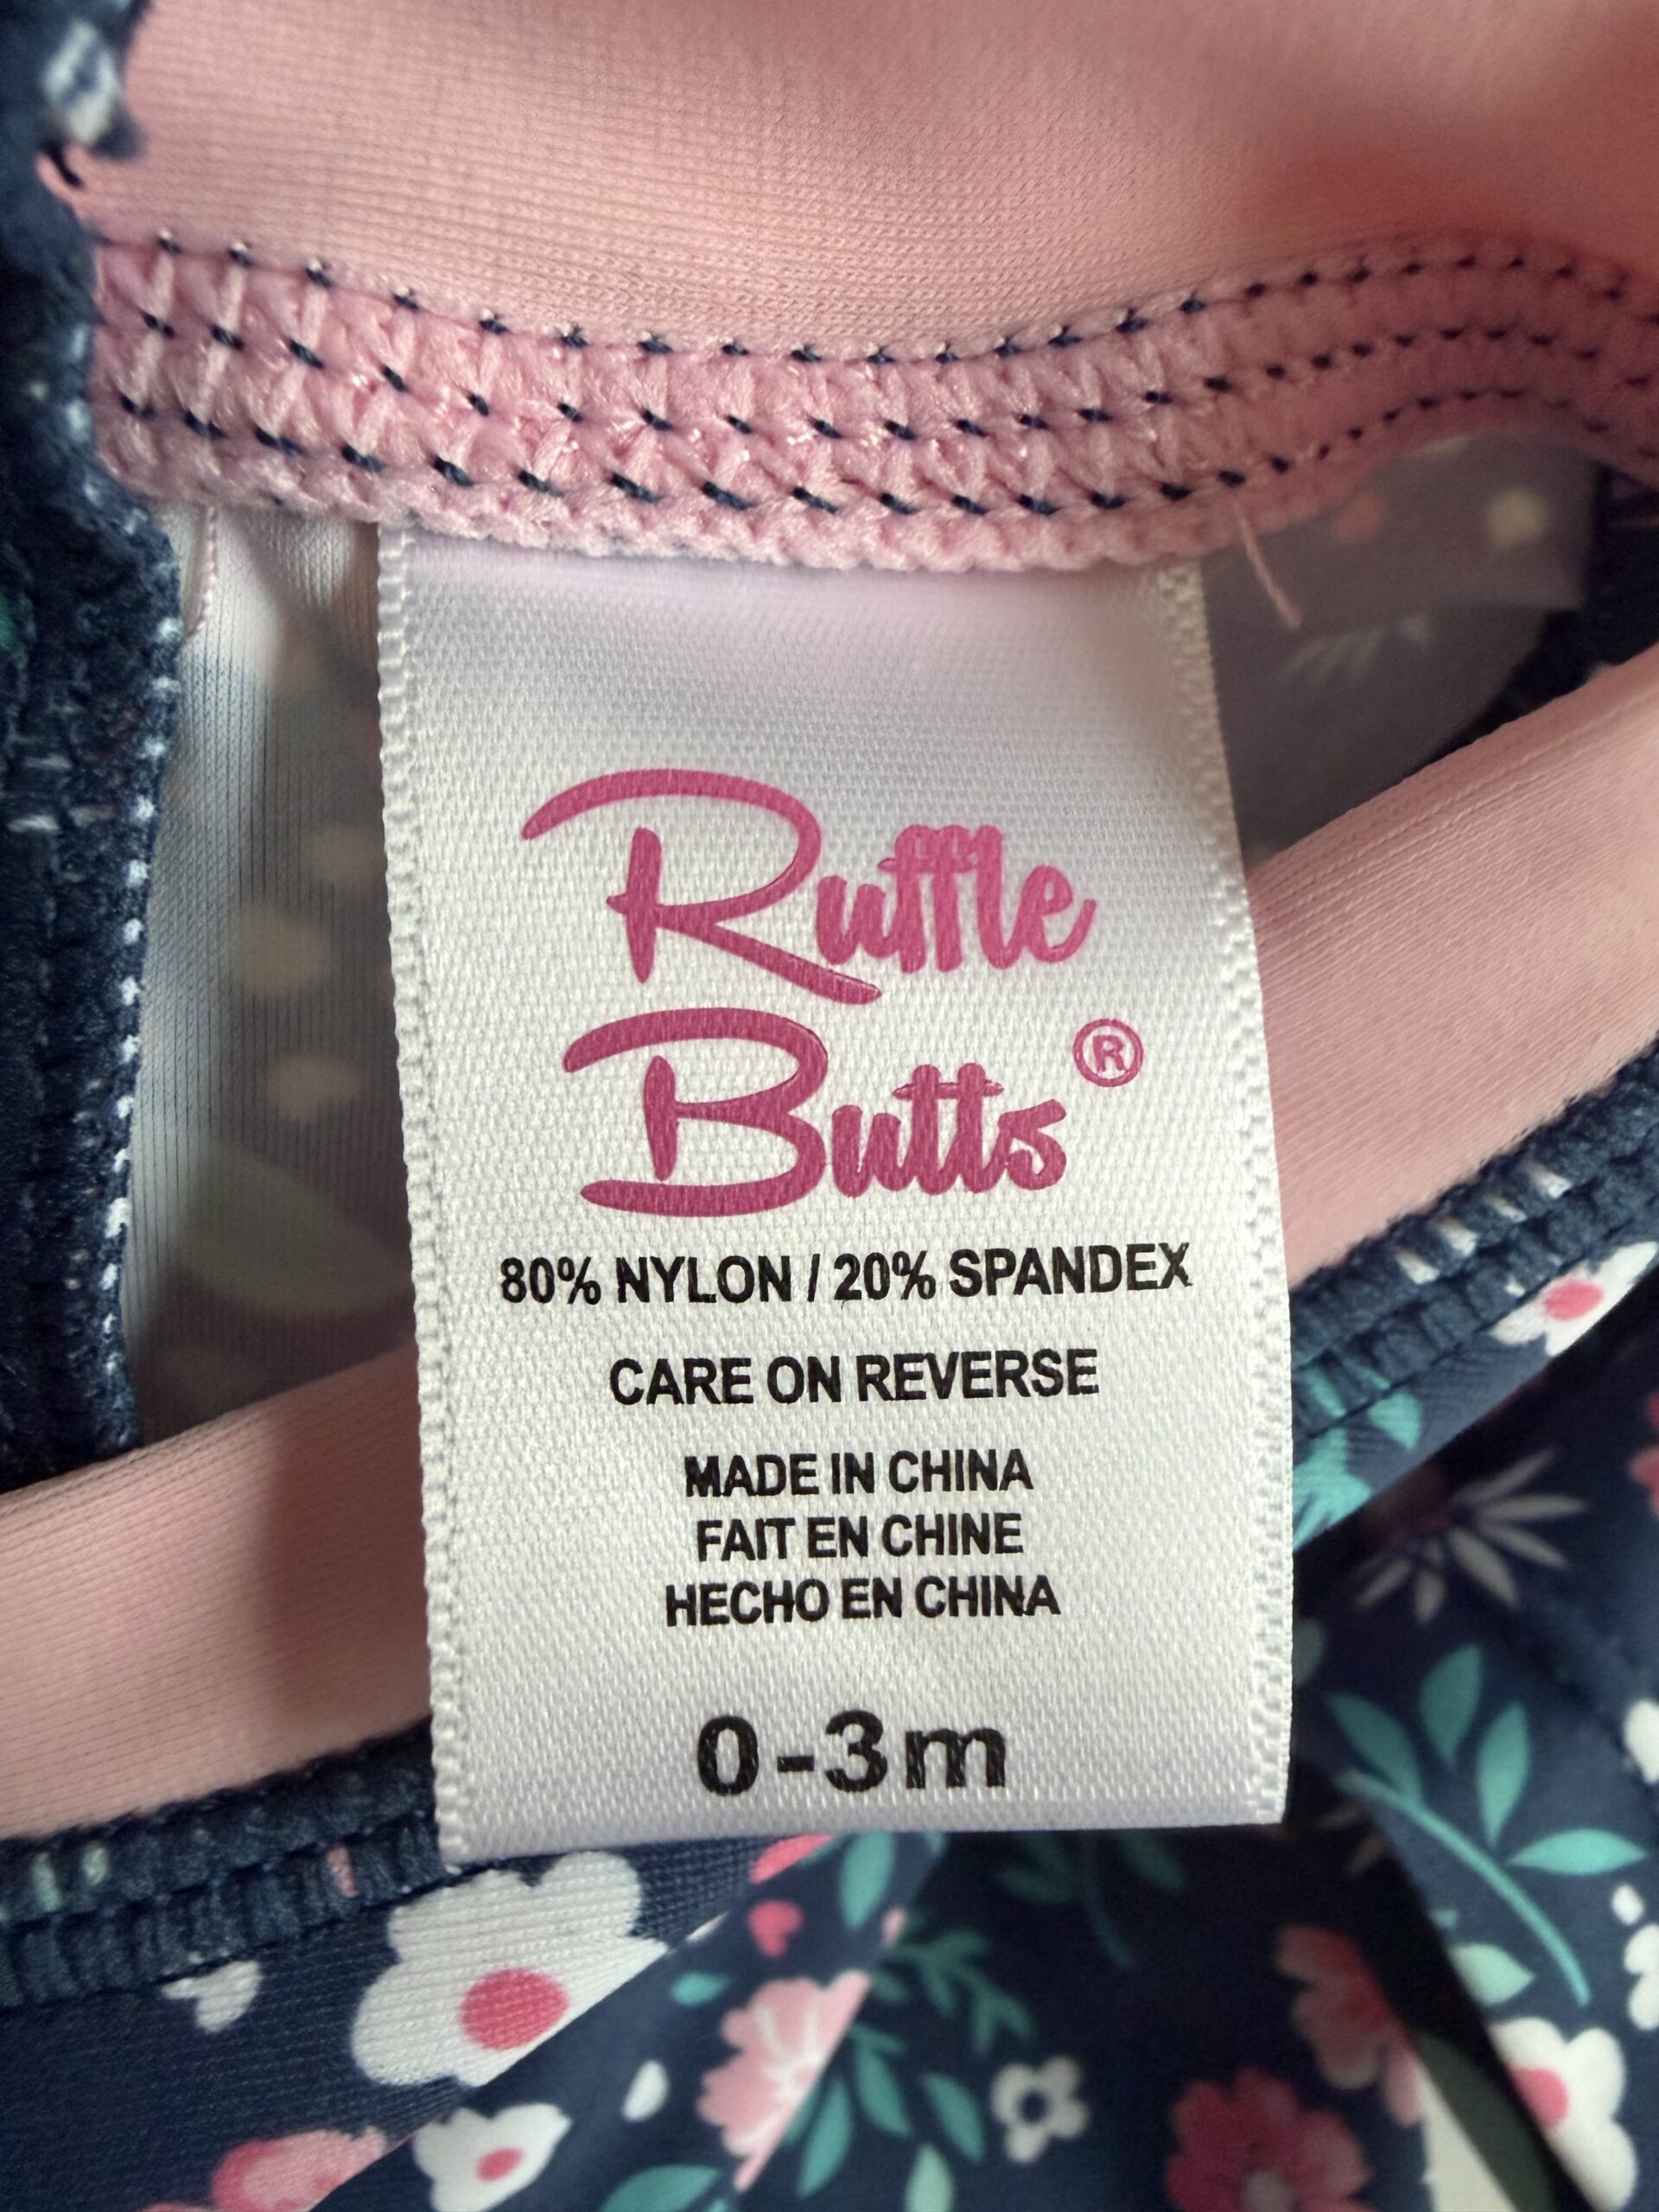 Ruffle
Butts®
80% NYLON / 20% SPANDEX
CARE ON REVERSE
MADE IN CHINA
FAIT EN CHINE
HECHO EN CHINA
0-3m